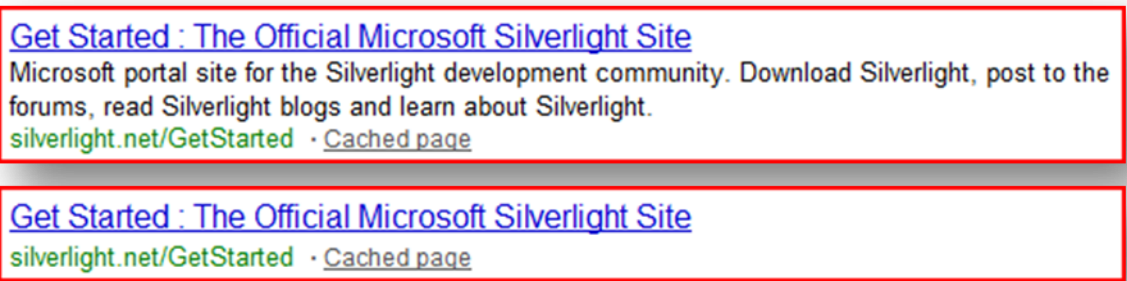 Get Started : The Official Microsoft Silverlight Site
Microsoft portal site for the Silverlight development community. Download Silverlight, post to the
forums, read Silverlight blogs and learn about Silverlight.
silverlight.net/GetStarted · Cached page
Get Started : The Official Microsoft Silverlight Site
silverlight.net/GetStarted · Cached page